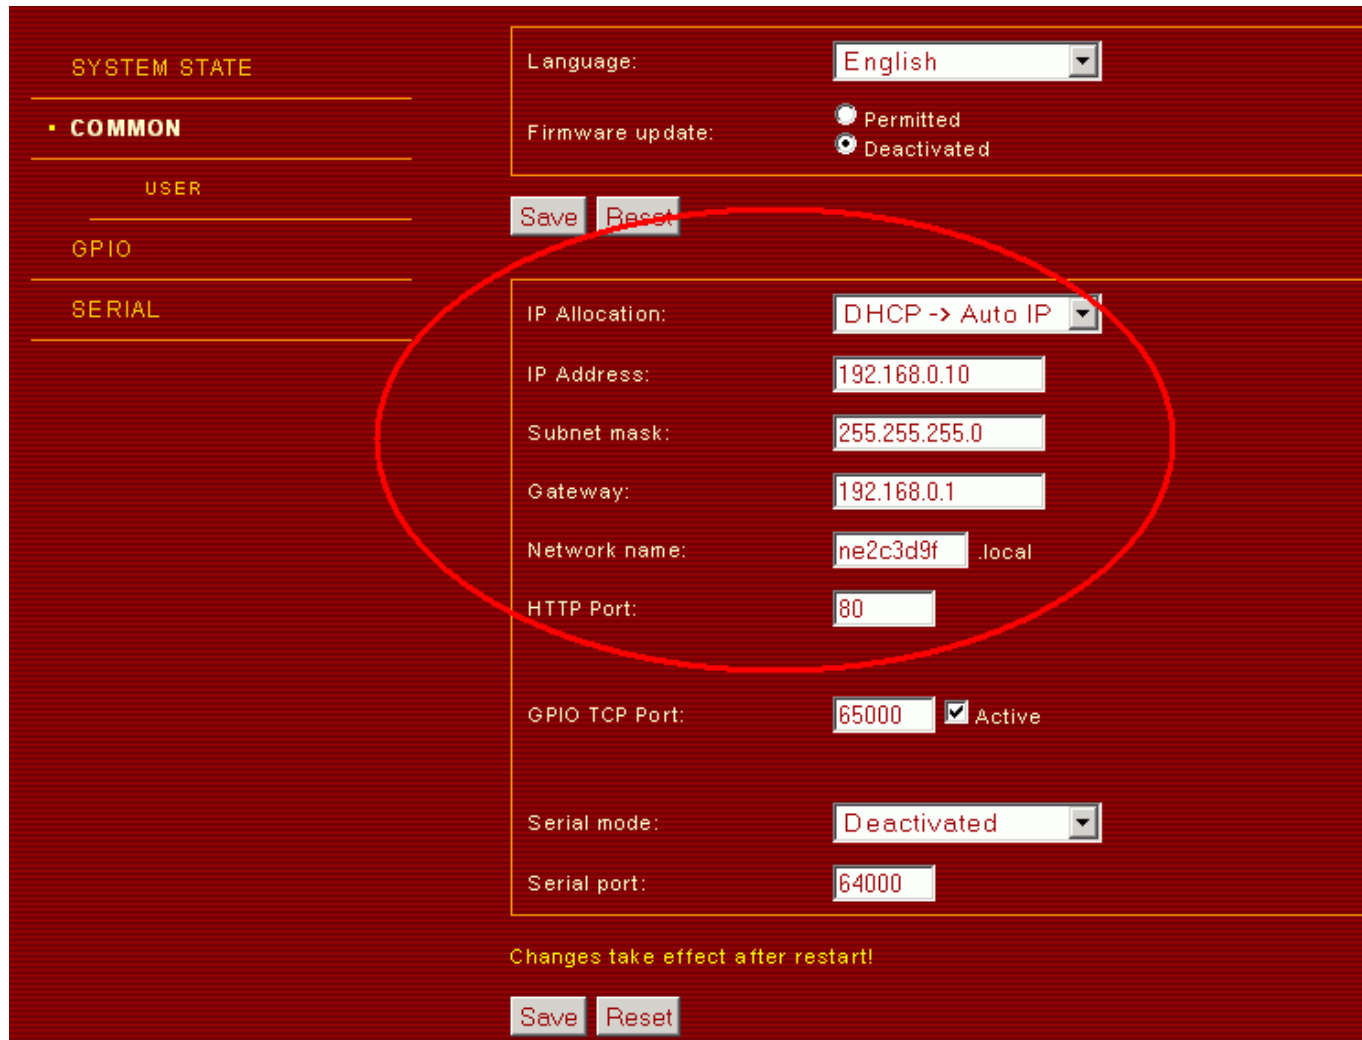 SYSTEM STATE
COMMON
USER
GPIO
SERIAL
Language: English
Firmware update: Permitted
Deactivated
Save Reset
IP Allocation: DHCP -> Auto IP
IP Address: 192.168.0.10
Subnet mask: 255.255.255.0
Gateway: 192.168.0.1
Network name: ne2c3d9f .local
HTTP Port: 80
GPIO TCP Port: 65000 Active
Serial mode: Deactivated
Serial port: 64000
Changes take effect after restart!
Save Reset